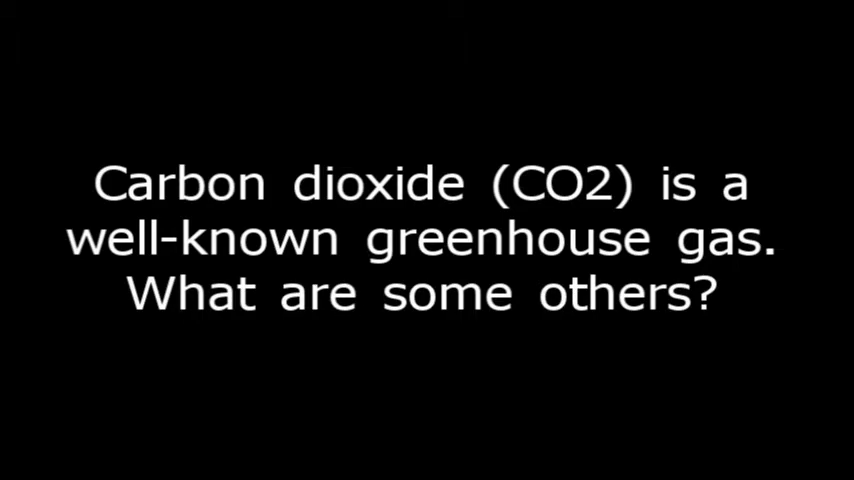 Carbon dioxide (CO2) is a
well-known greenhouse gas.
What are some others?